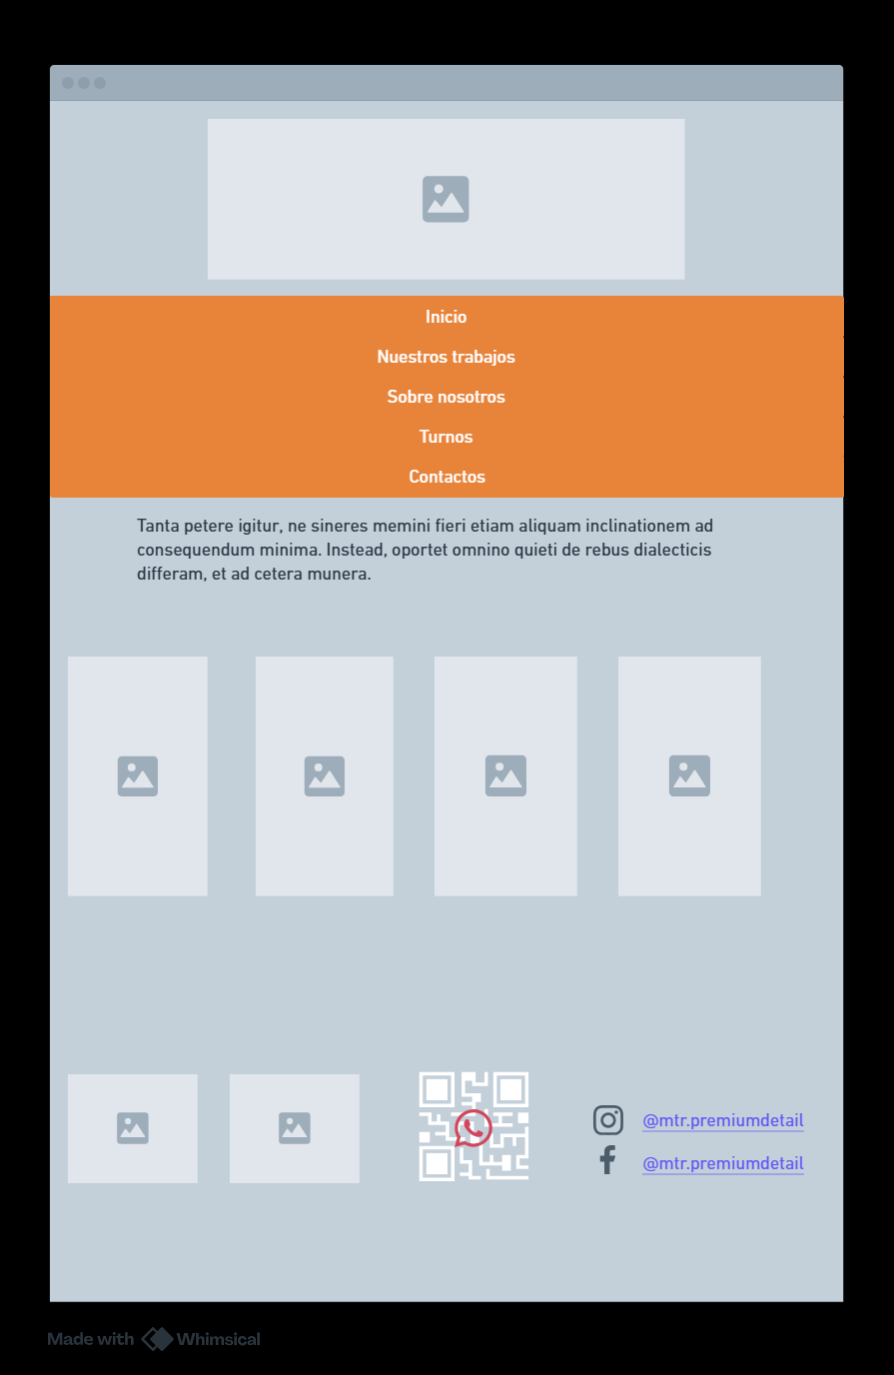 Inicio
Nuestros trabajos
Sobre nosotros
Turnos
Contactos
Tanta petere igitur, ne sineres memini fieri etiam aliquam inclinationem ad
consequendum minima. Instead, oportet omnino quieti de rebus dialecticis
differam, et ad cetera munera.
@mtr.premiumdetail
@mtr.premiumdetail
Made with Whimsical